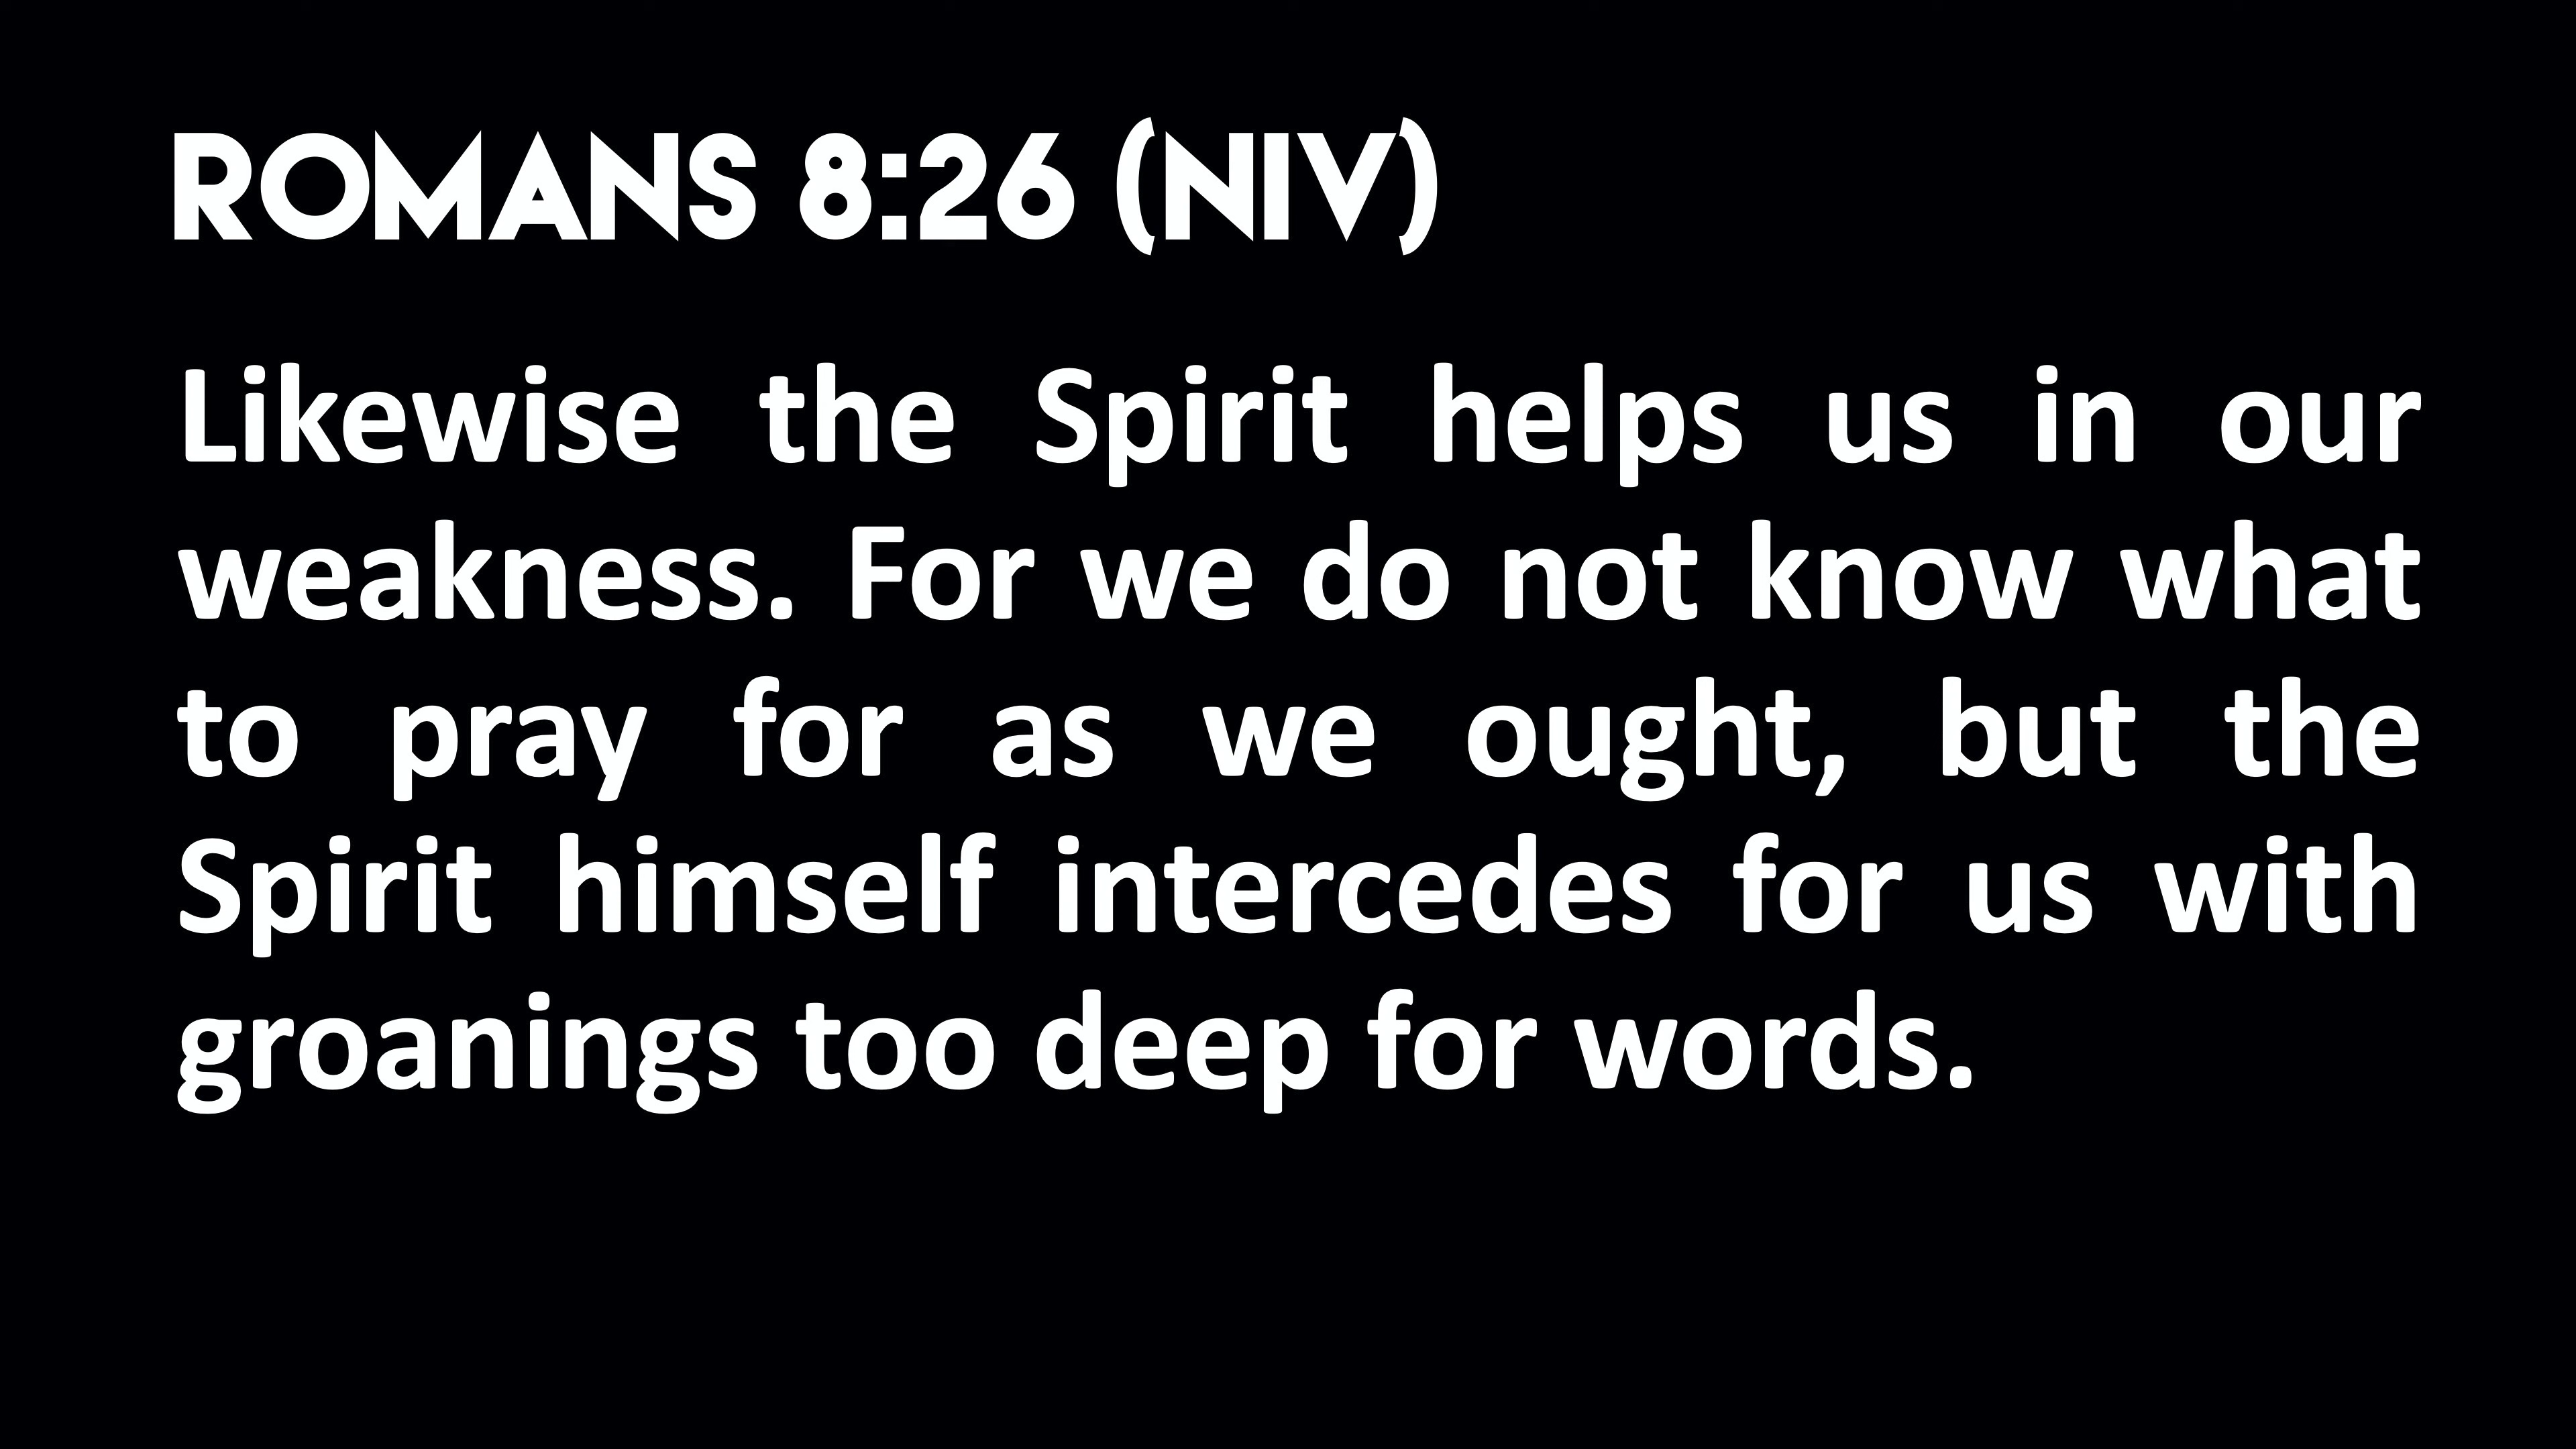 ROMANS 8:26 (NIV)
Likewise the Spirit helps us in our
weakness. For we do not know what
to pray for as we ought, but the
Spirit himself intercedes for us with
groanings too deep for words.